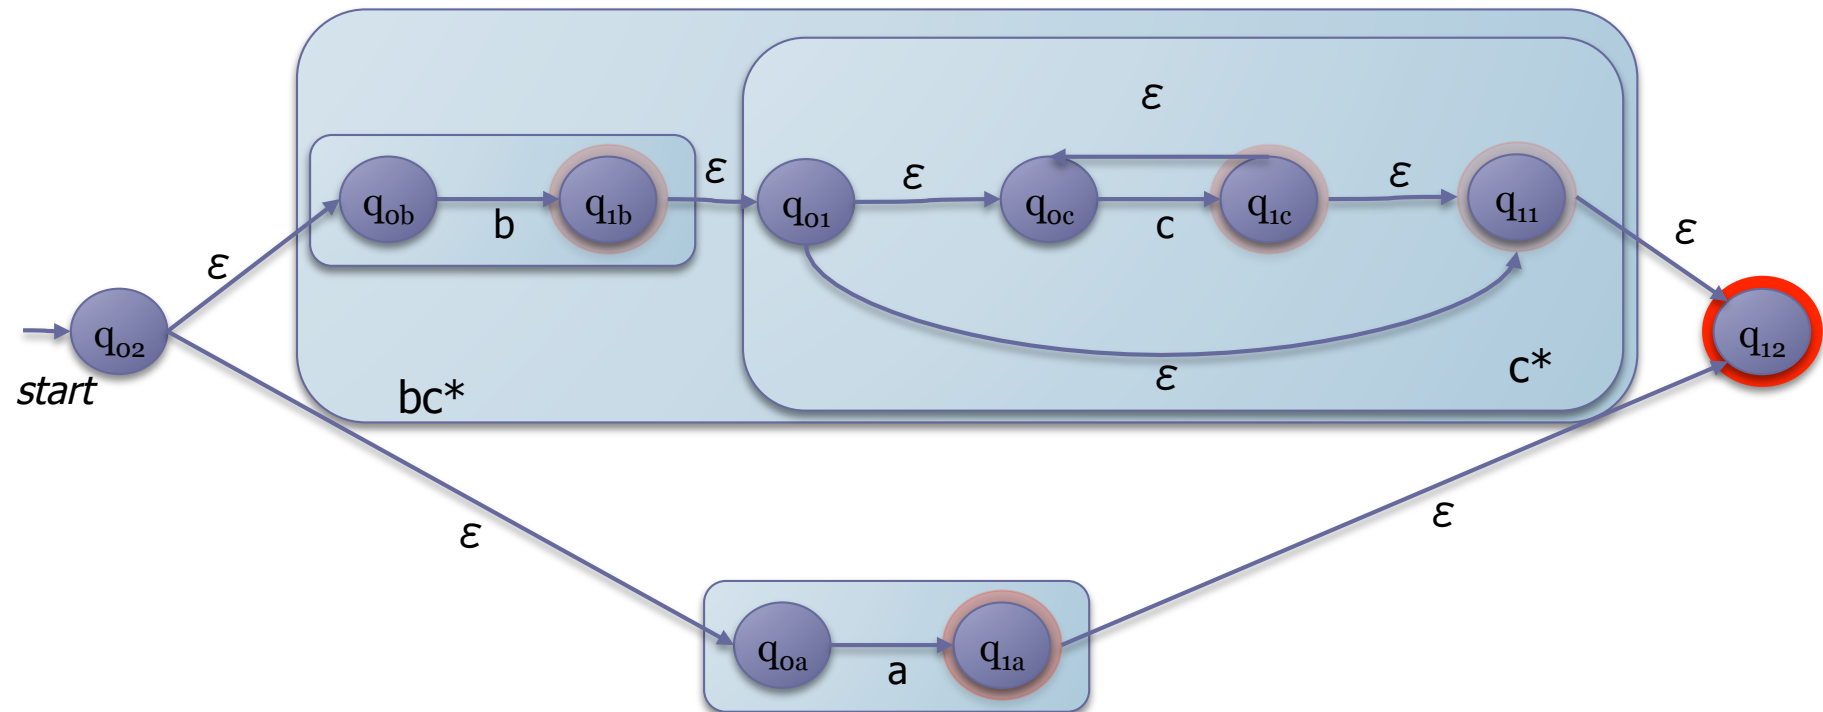 ε
ε
q₀b
b
q₁b
ε
q₀₁
ε
q₀c
c
q₁c
ε
q₁₁
ε
ε
q₀₂
start
q₁₂
bc*
ε
c*
ε
ε
q₀a
a
q₁a